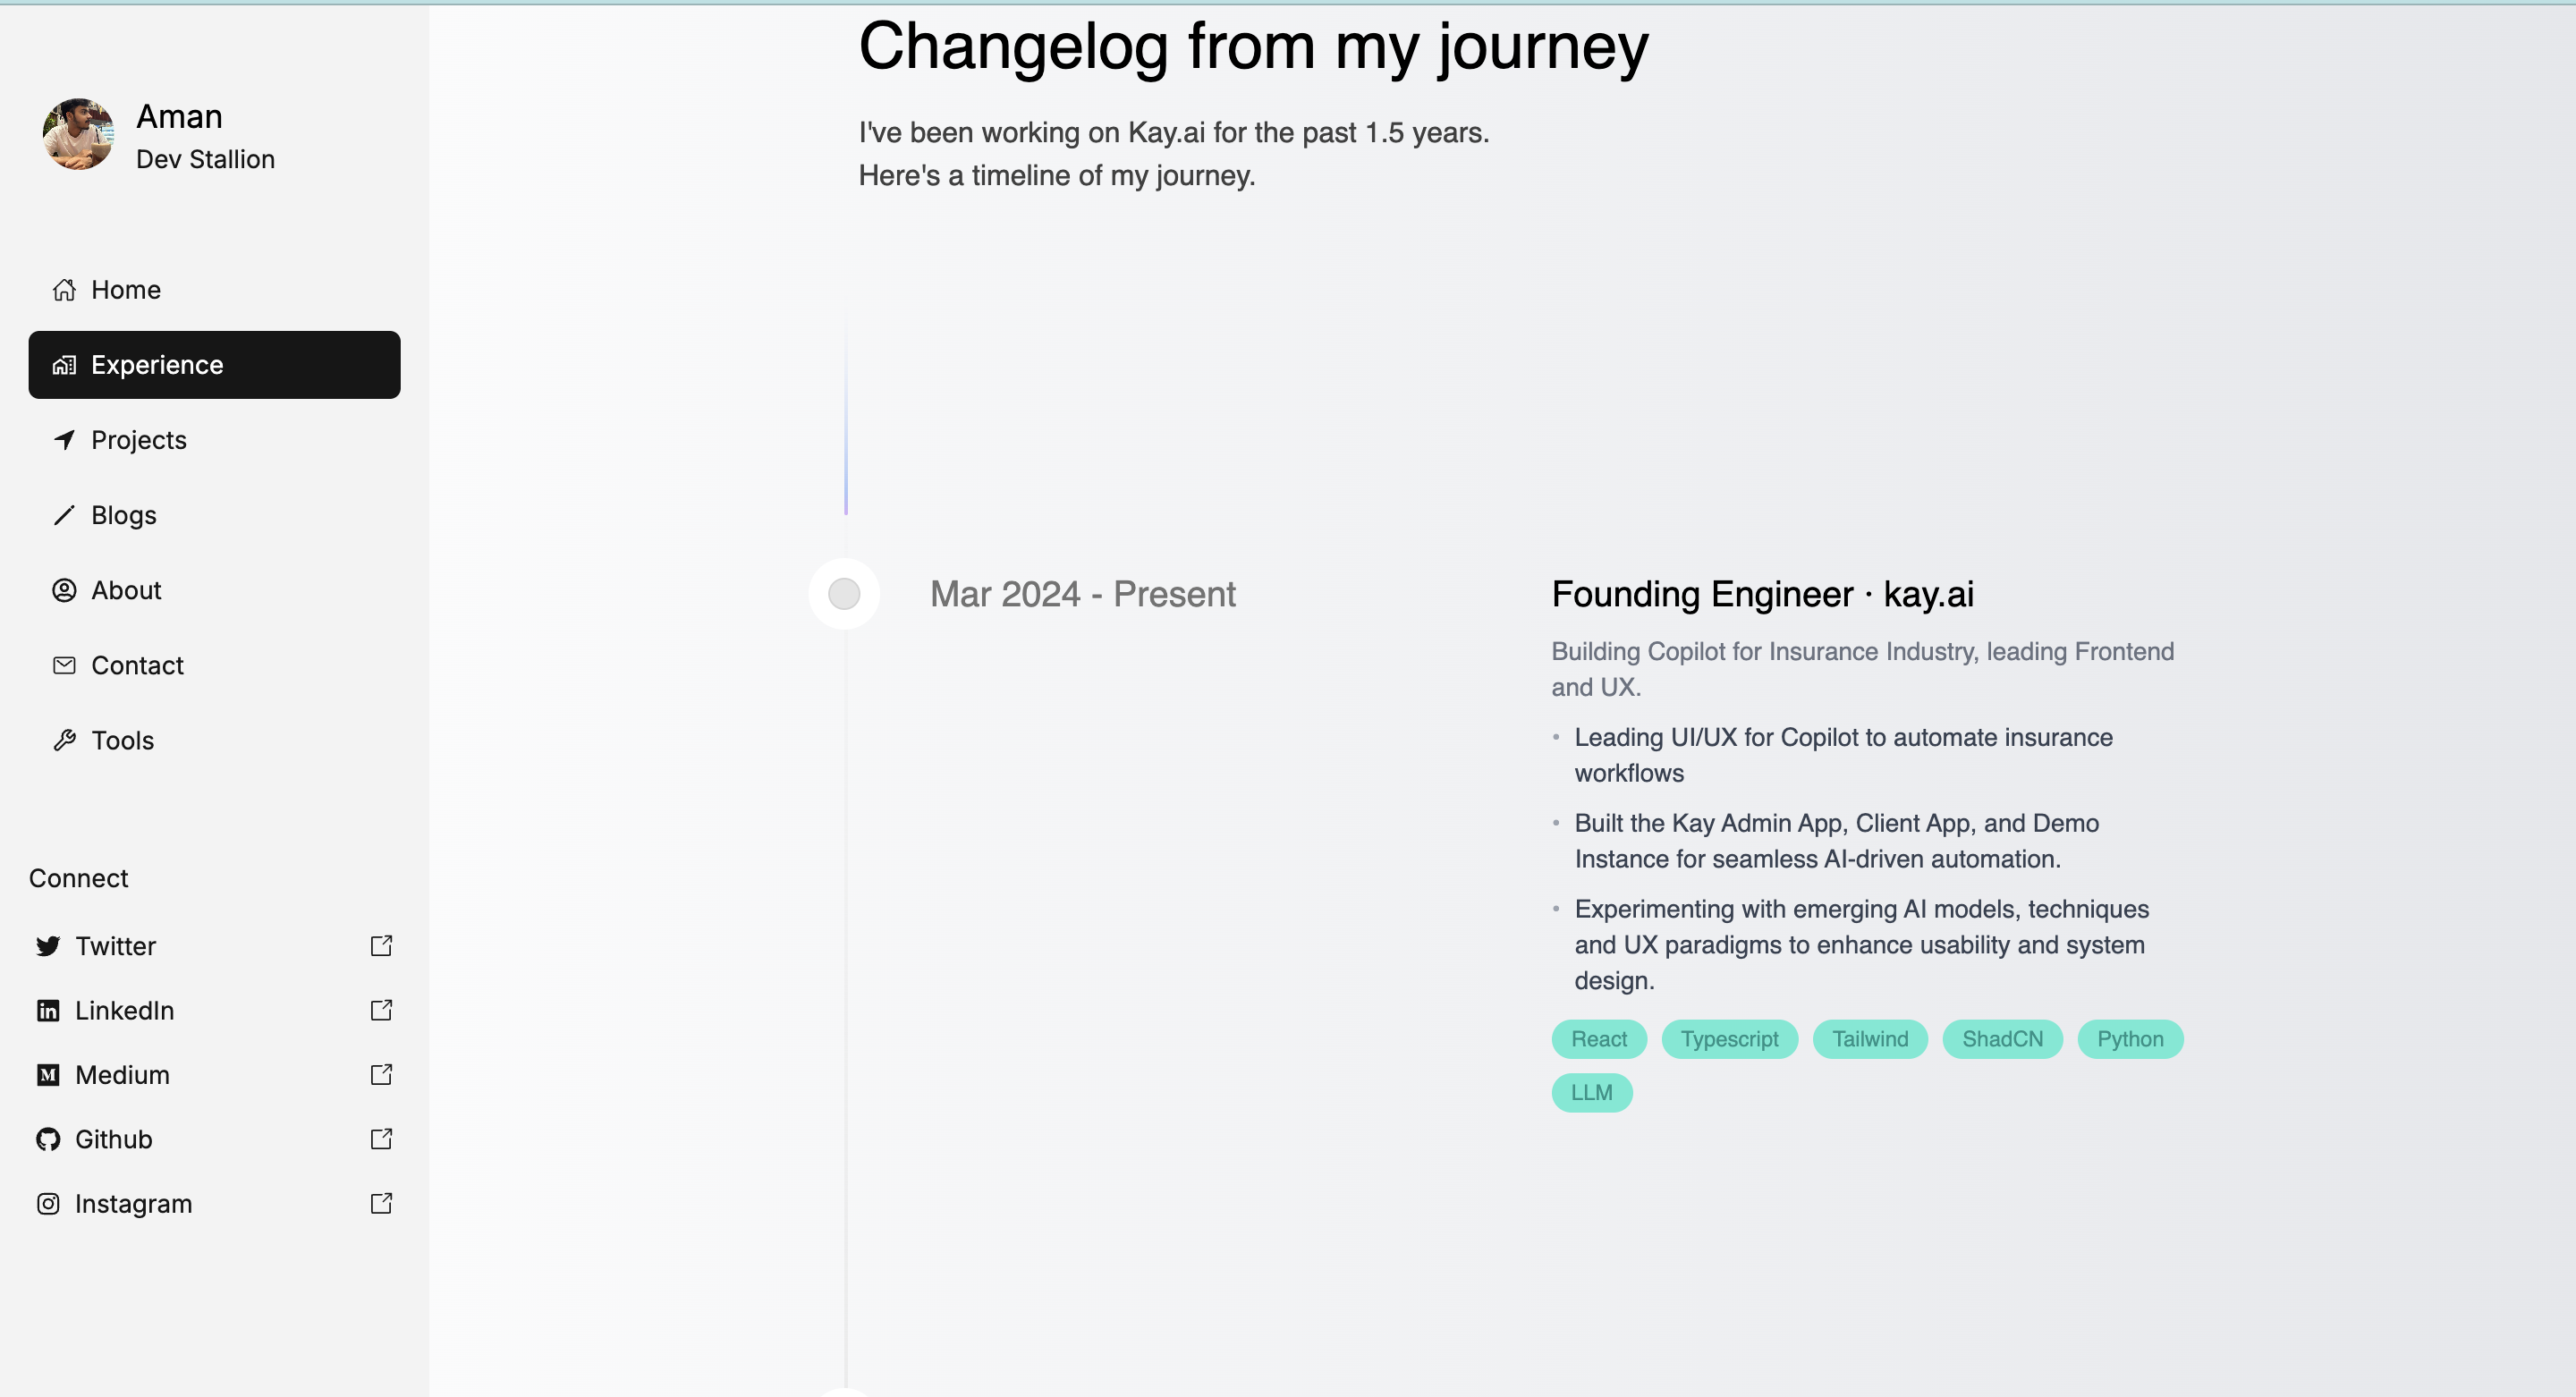 Aman
Dev Stallion
Home
Experience
Projects
Blogs
About
Contact
Tools
Connect
Twitter
LinkedIn
Medium
Github
Instagram
Changelog from my journey
I've been working on Kay.ai for the past 1.5 years.
Here's a timeline of my journey.
Mar 2024 - Present
Founding Engineer · kay.ai
Building Copilot for Insurance Industry, leading Frontend
and UX.
• Leading UI/UX for Copilot to automate insurance
workflows
• Built the Kay Admin App, Client App, and Demo
Instance for seamless AI-driven automation.
• Experimenting with emerging AI models, techniques
and UX paradigms to enhance usability and system
design.
React Typescript Tailwind ShadCN Python
LLM